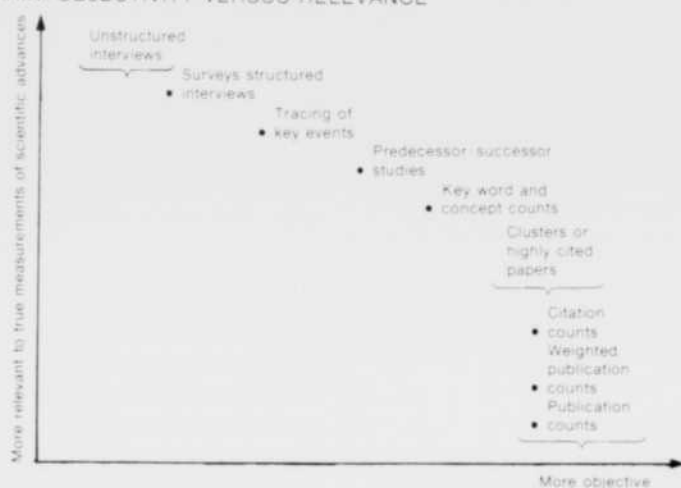 VERSUS RELEVANCE
Unstructured
interviews
Surveys structured
interviews
Tracing of
key events
Predecessor-successor
studies
Key word and
concept counts
Clusters or
highly cited
papers
Citation
counts
Weighted
publication
counts
Publication
counts
More relevant to true measurements of scientific advances
More objective